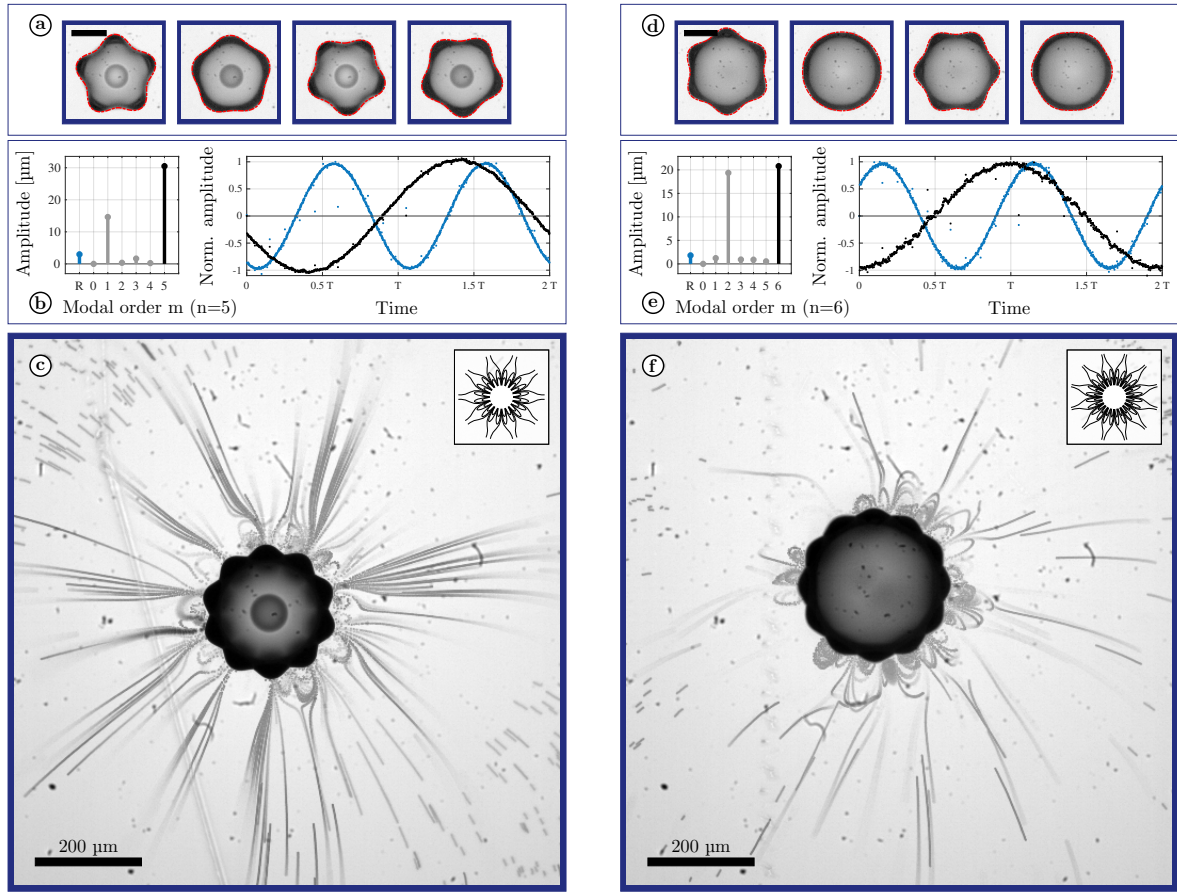 a
b
Amplitude [µm]
30
20
10
0
R 0 1 2 3 4 5
Modal order m (n=5)
Norm. amplitude
1
0.5
0
-0.5
-1
0 0.5 T T 1.5 T 2 T
Time
c
200 µm
d
e
Amplitude [µm]
20
15
10
5
0
R 0 1 2 3 4 5 6
Modal order m (n=6)
Norm. amplitude
1
0.5
0
-0.5
-1
0 0.5 T T 1.5 T 2 T
Time
f
200 µm